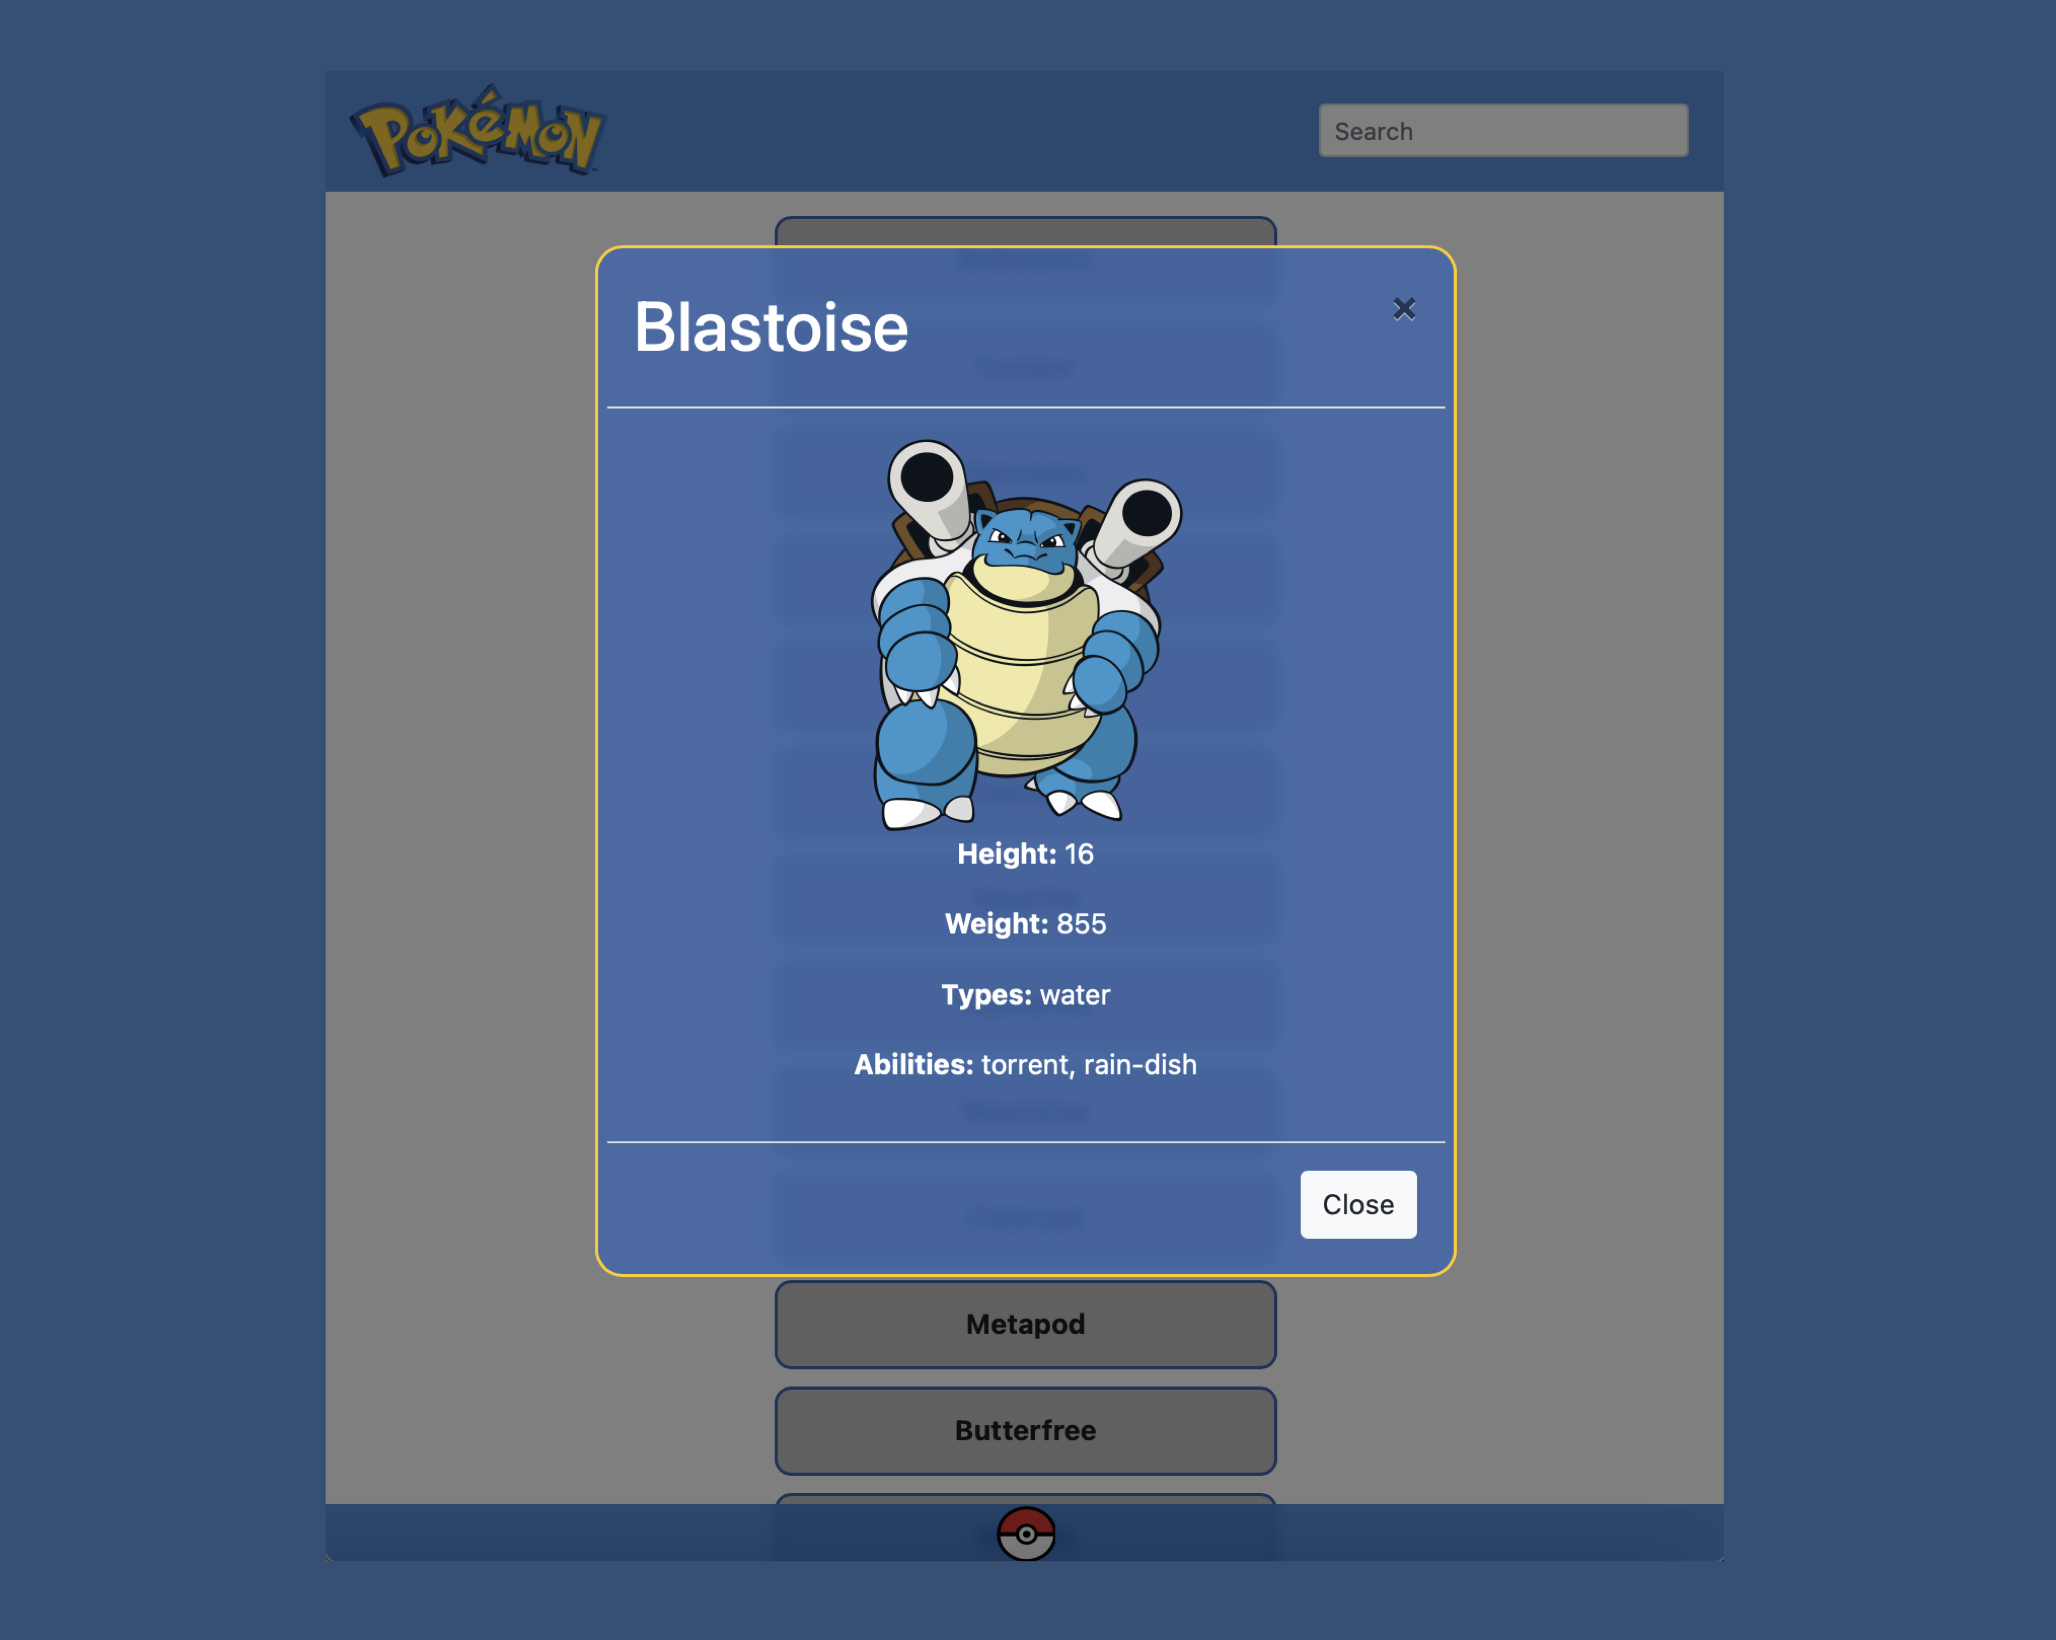 Pokémon
Search
Blastoise
×
Height: 16
Weight: 855
Types: water
Abilities: torrent, rain-dish
Close
Metapod
Butterfree